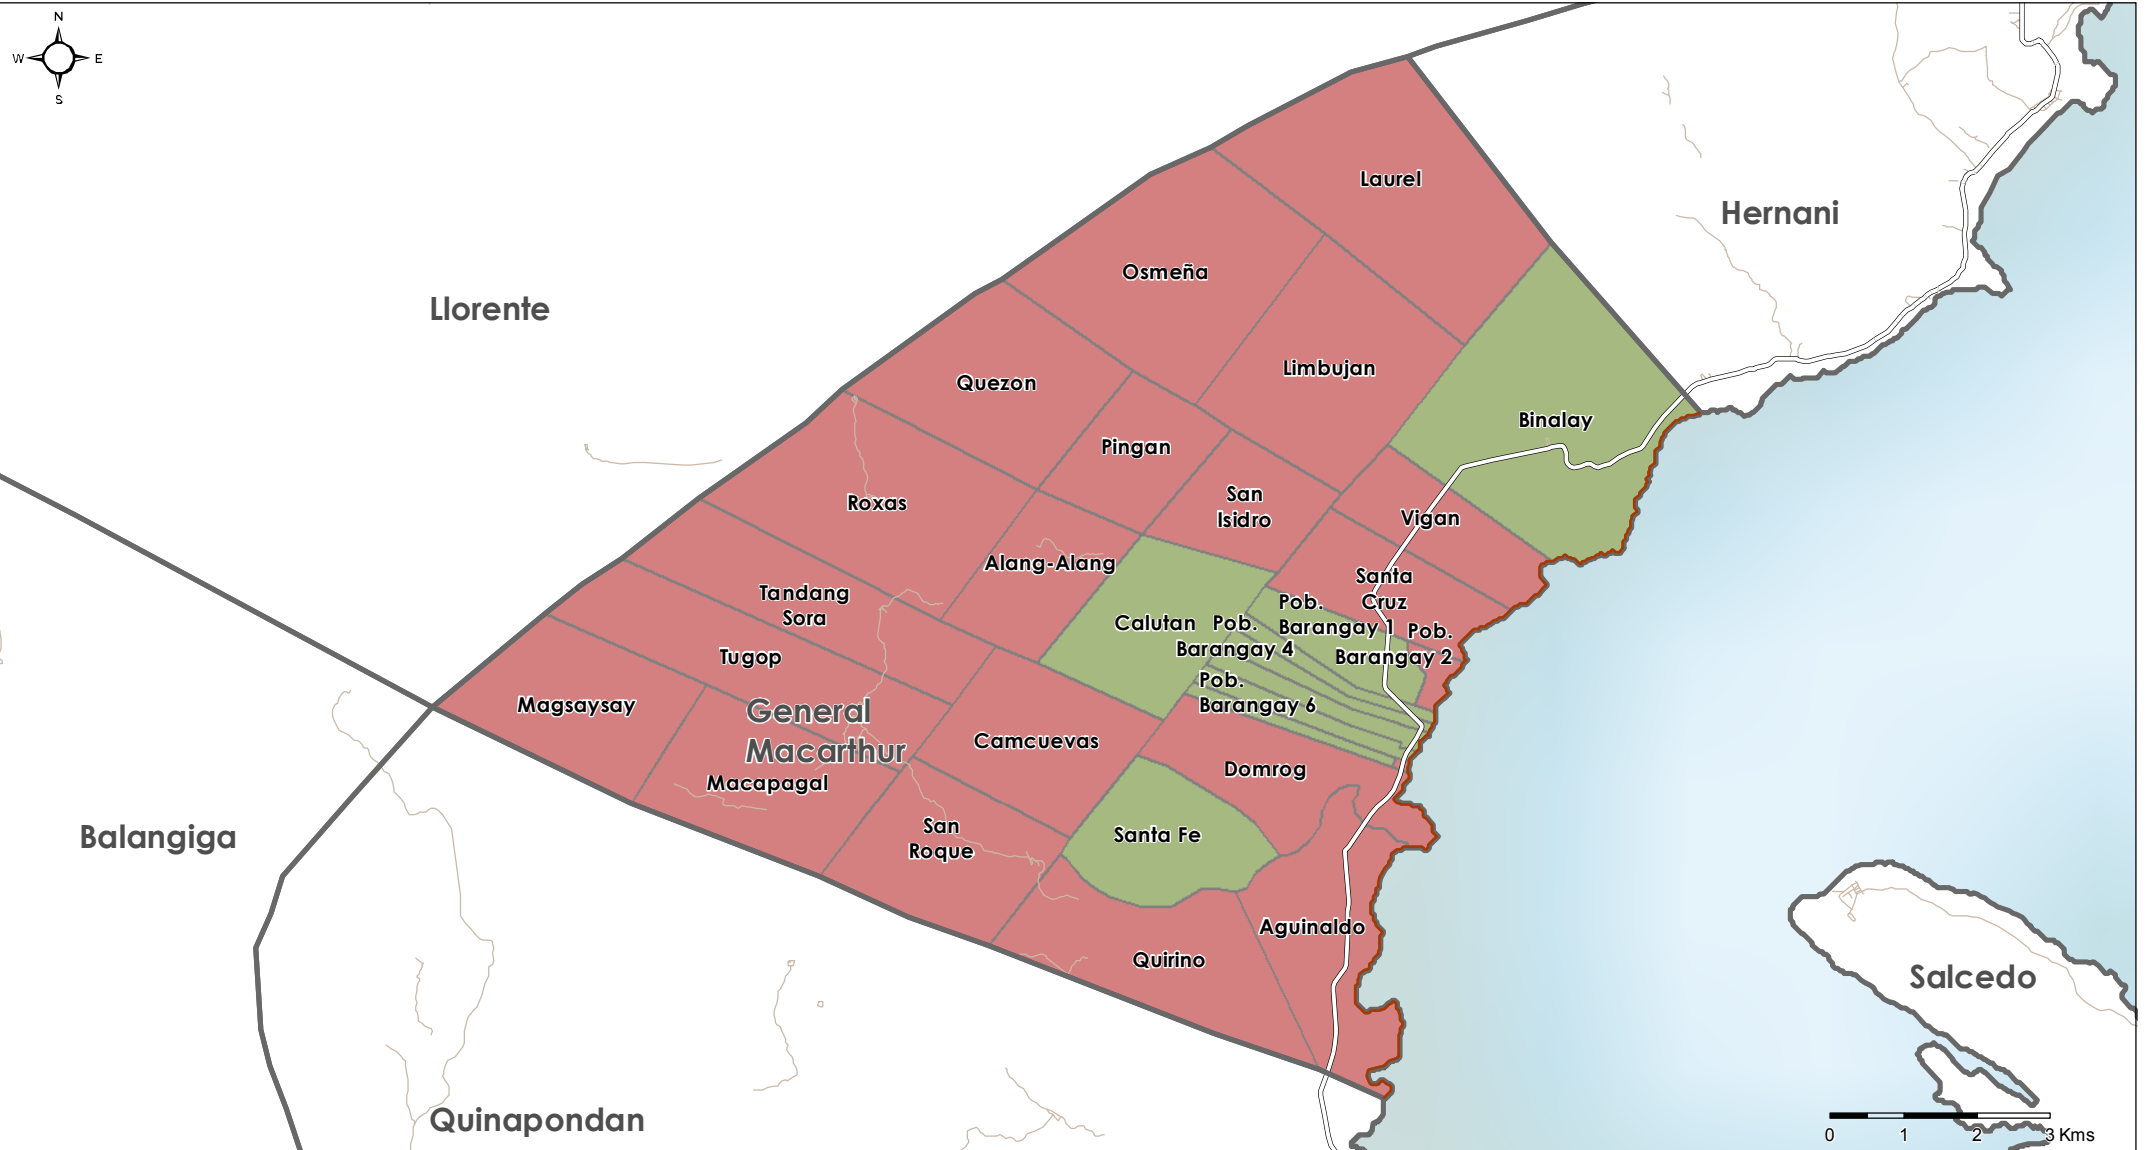 N
W E
S
Laurel
Hernani
Osmeña
Llorente
Limbujan
Quezon
Binalay
Pingan
San
Isidro
Roxas
Vigan
Alang-Alang
Santa
Cruz
Tandang
Sora
Pob.
Barangay 1
Calutan
Pob.
Barangay 4
Pob.
Barangay 2
Tugop
Pob.
Barangay 6
Magsaysay
General
Macarthur
Camcuevas
Domrog
Macapagal
San
Roque
Santa Fe
Balangiga
Aguinaldo
Quirino
Salcedo
Quinapondan
0 1 2 3 Kms